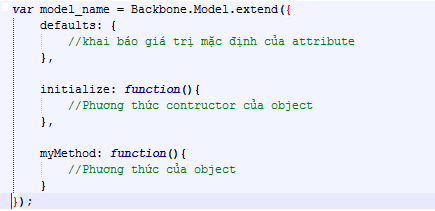 var model_name = Backbone.Model.extend({
defaults: {
//khai báo giá trị mặc định của attribute
},
initialize: function(){
//Phương thức contructor của object
},
myMethod: function(){
//Phương thức của object
}
});